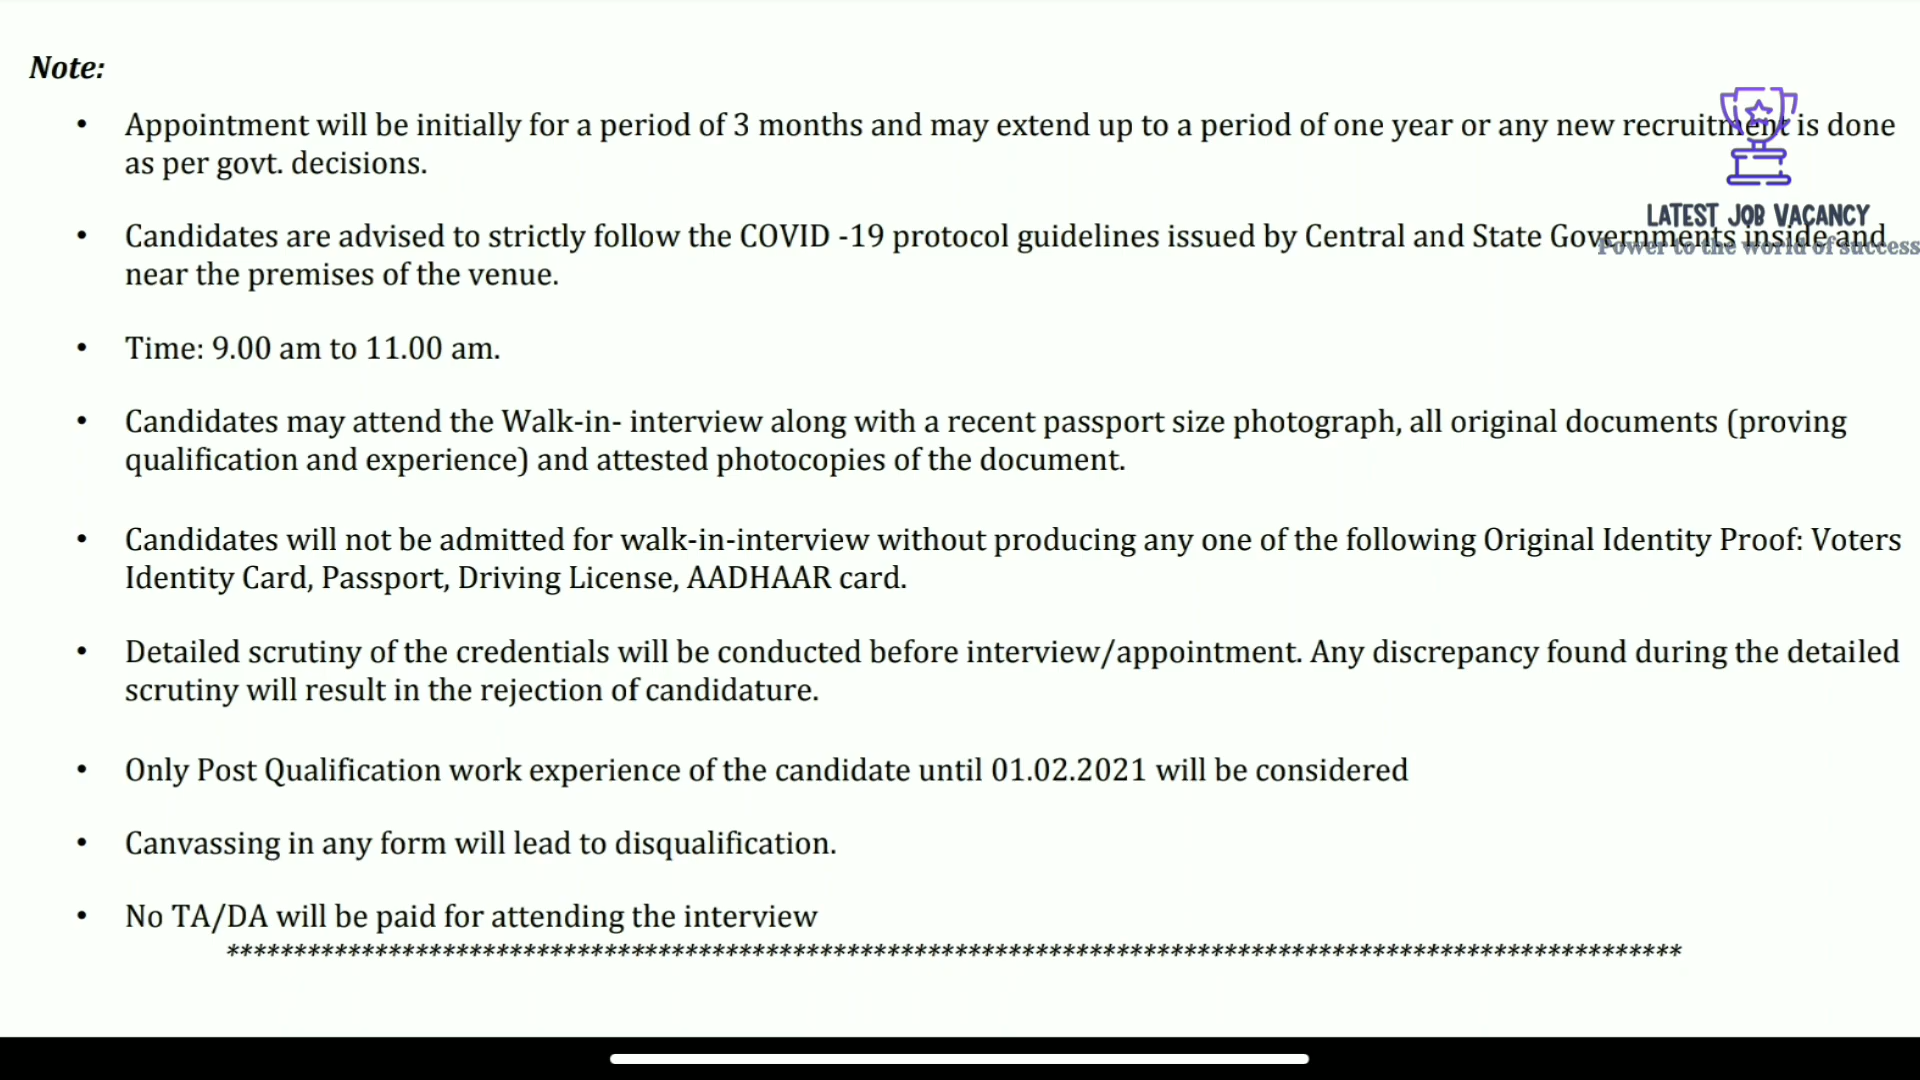 Note:
• Appointment will be initially for a period of 3 months and may extend up to a period of one year or any new recruitment is done
as per govt. decisions.
• Candidates are advised to strictly follow the COVID -19 protocol guidelines issued by Central and State Governments inside and
near the premises of the venue.
• Time: 9.00 am to 11.00 am.
• Candidates may attend the Walk-in- interview along with a recent passport size photograph, all original documents (proving
qualification and experience) and attested photocopies of the document.
• Candidates will not be admitted for walk-in-interview without producing any one of the following Original Identity Proof: Voters
Identity Card, Passport, Driving License, AADHAAR card.
• Detailed scrutiny of the credentials will be conducted before interview/appointment. Any discrepancy found during the detailed
scrutiny will result in the rejection of candidature.
• Only Post Qualification work experience of the candidate until 01.02.2021 will be considered
• Canvassing in any form will lead to disqualification.
• No TA/DA will be paid for attending the interview
LATEST JOB VACANCY
Power to the world of success